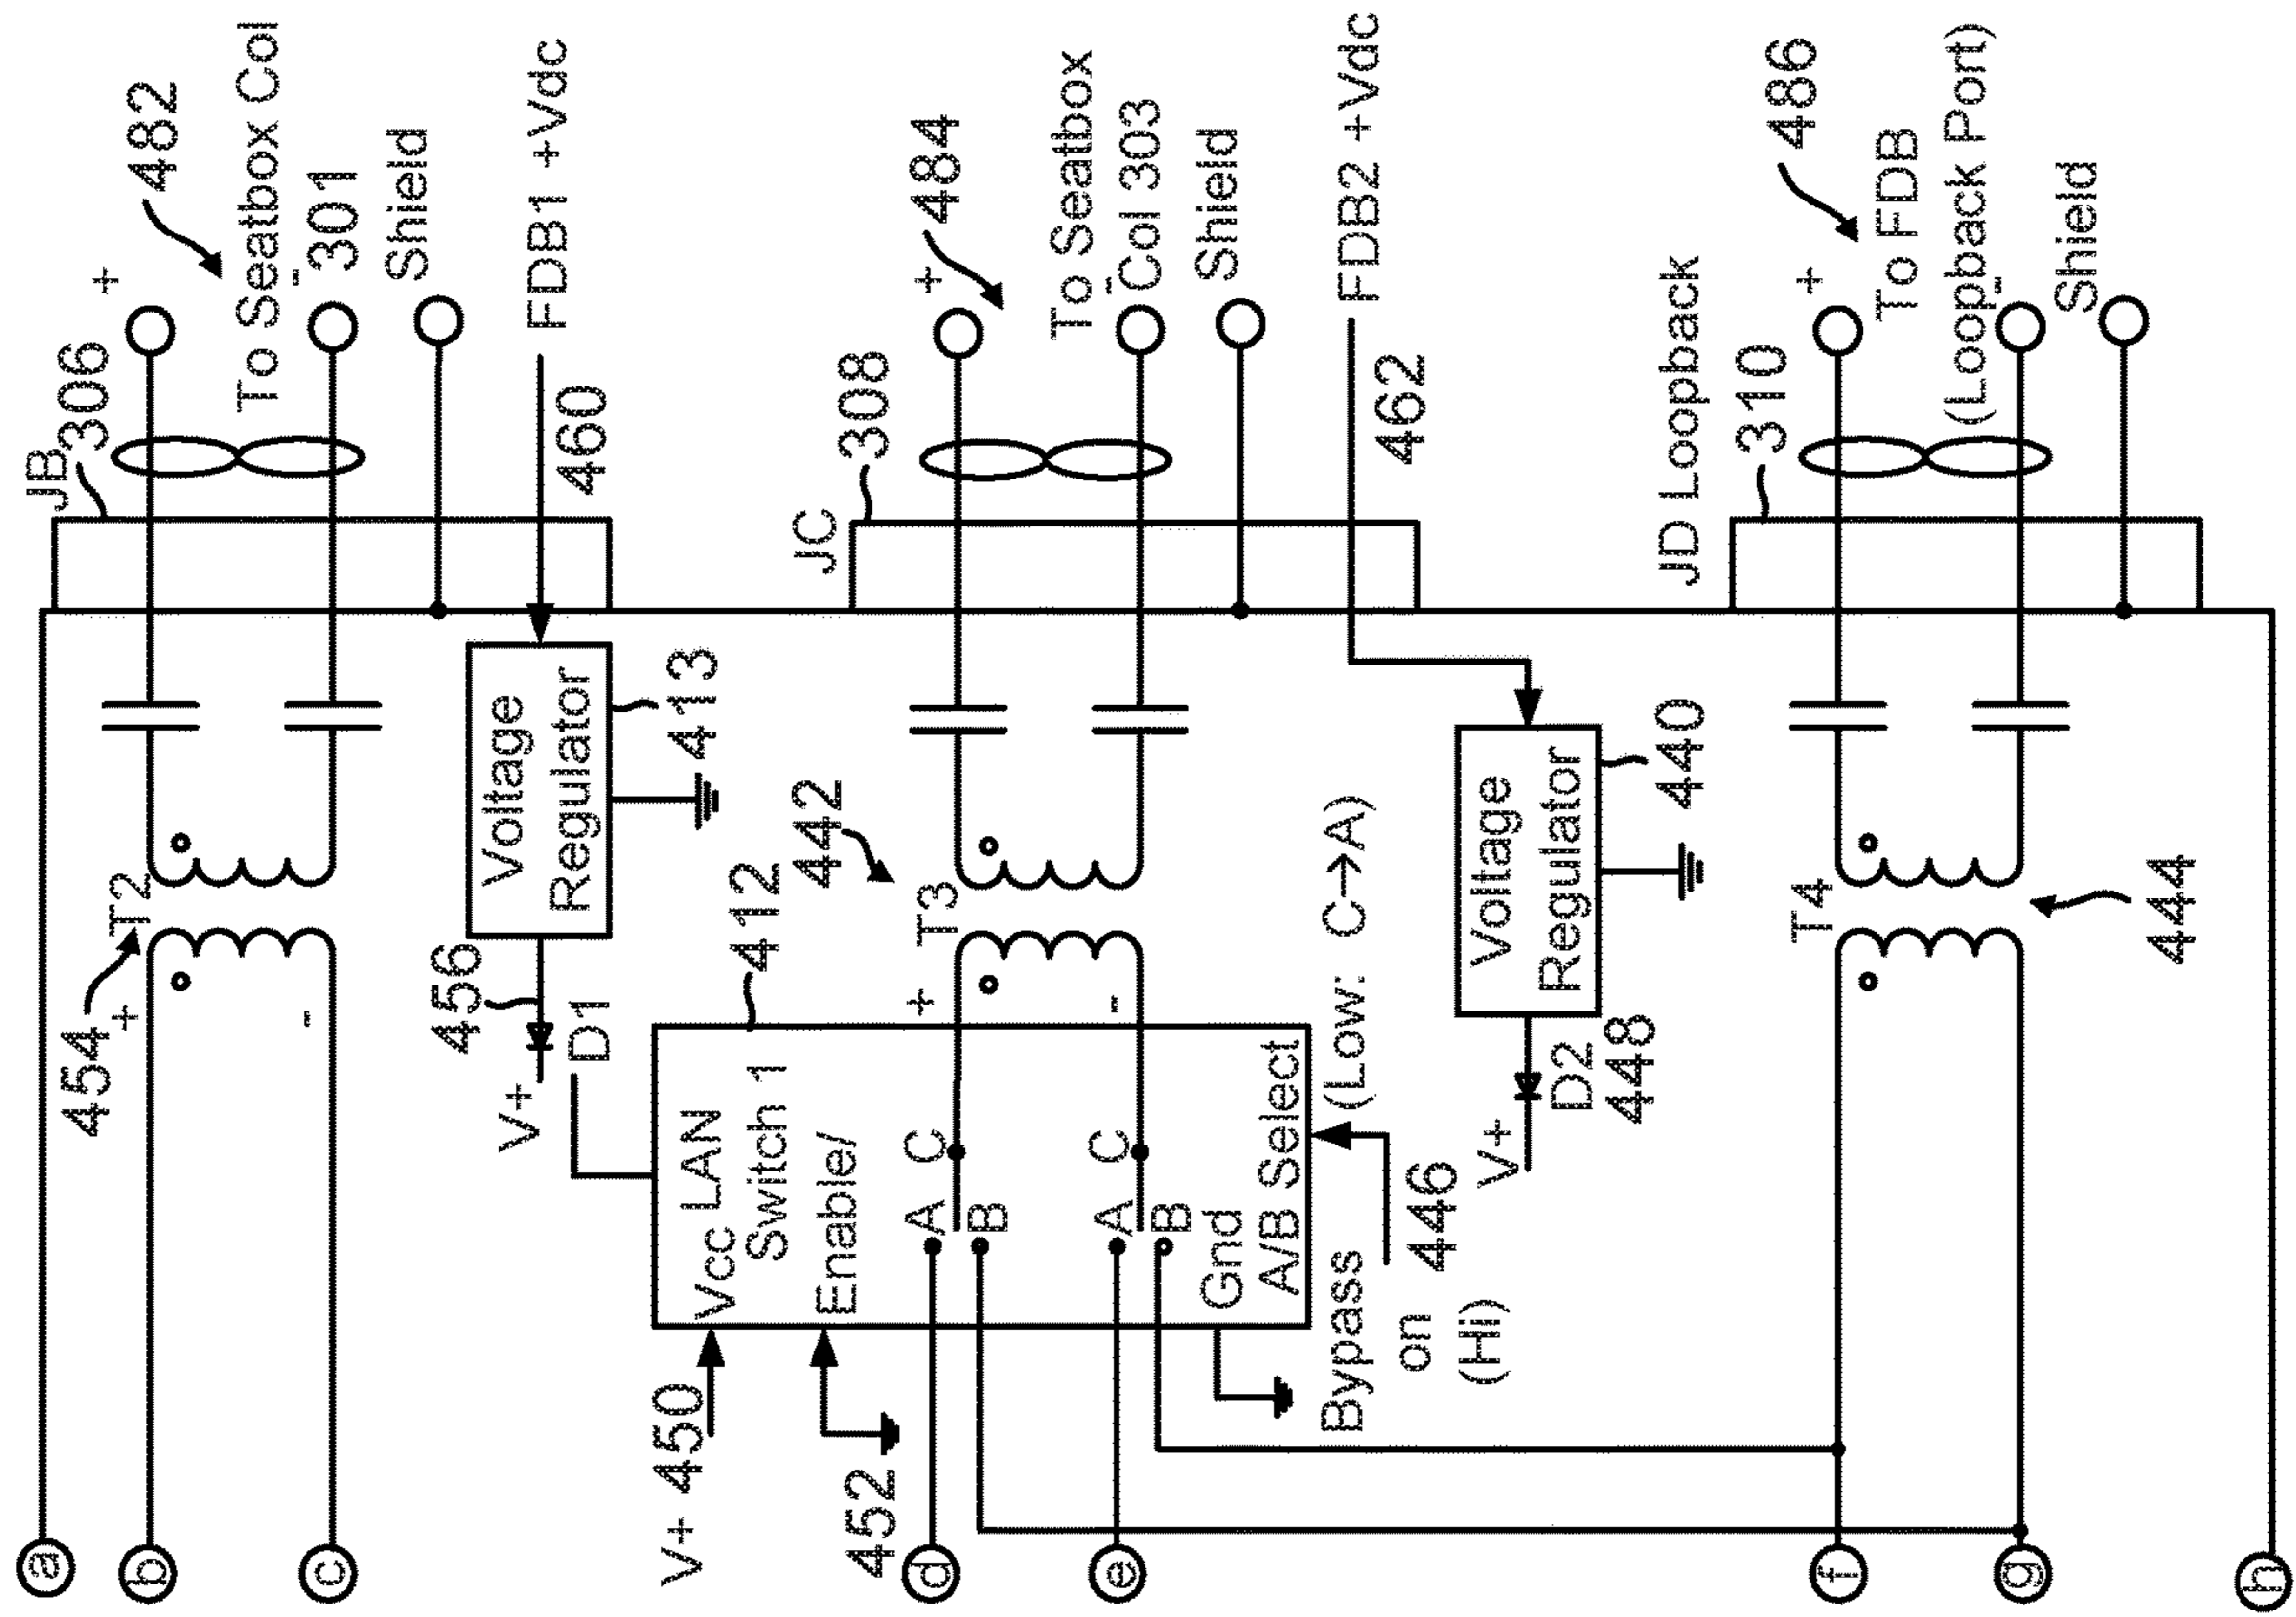 JB
306
+
482
To Seatbox Col
-
301
Shield
FDB1 +Vdc
460
454
T2
+
-
Voltage
Regulator
413
456
V+
D1
JC
308
+
484
To Seatbox
-
Col 303
Shield
FDB2 +Vdc
462
412
442
T3
+
-
Vcc LAN
Switch 1
Enable/
A C
B
A C
B
Gnd
A/B Select
(Low: C→A)
V+ 450
452
Bypass
on
(Hi)
446
Voltage
Regulator
440
V+
D2
448
JD Loopback
310
+
486
To FDB
(Loopback Port)
-
Shield
T4
444
a
b
c
d
e
f
g
h